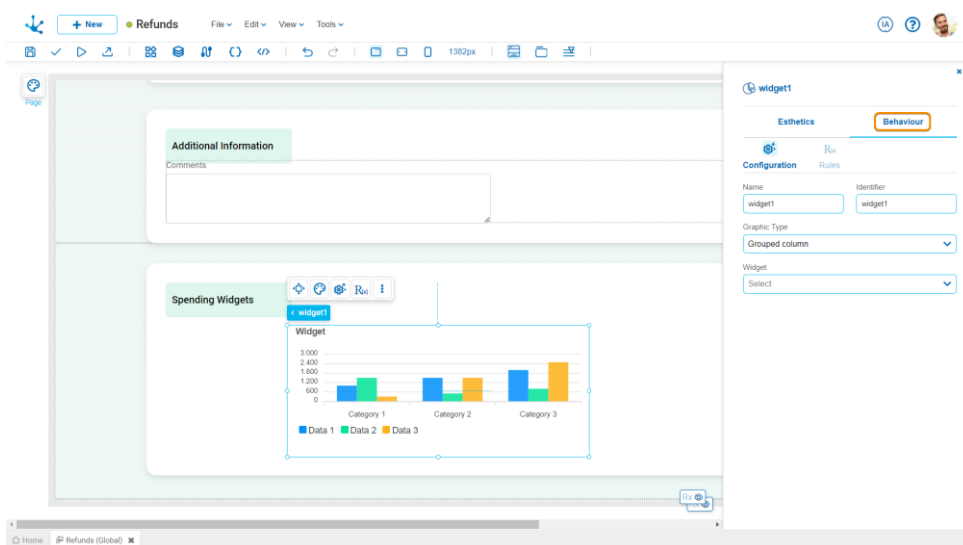 + New
Refunds
File
Edit
View
Tools
IA
?
1382px
Page
widget1
Esthetics
Behaviour
Configuration
R(x)
Rules
Name
Identifier
widget1
widget1
Graphic Type
Grouped column
Widget
Select
Additional Information
Comments
Spending Widgets
R(x)
< widget1
Widget
3.000
2.400
1.800
1.200
600
0
Category 1
Category 2
Category 3
Data 1
Data 2
Data 3
Rx
Home
Refunds (Global)